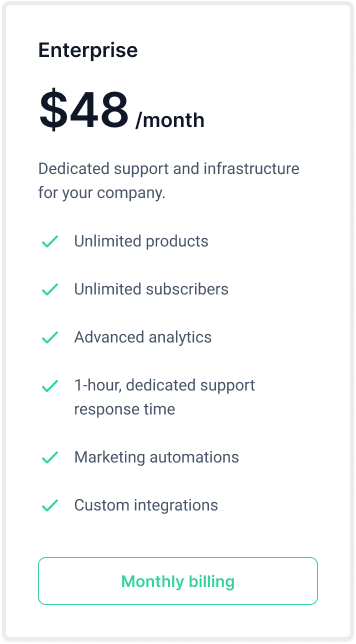 Enterprise
$48 /month
Dedicated support and infrastructure
for your company.
Unlimited products
Unlimited subscribers
Advanced analytics
1-hour, dedicated support
response time
Marketing automations
Custom integrations
Monthly billing